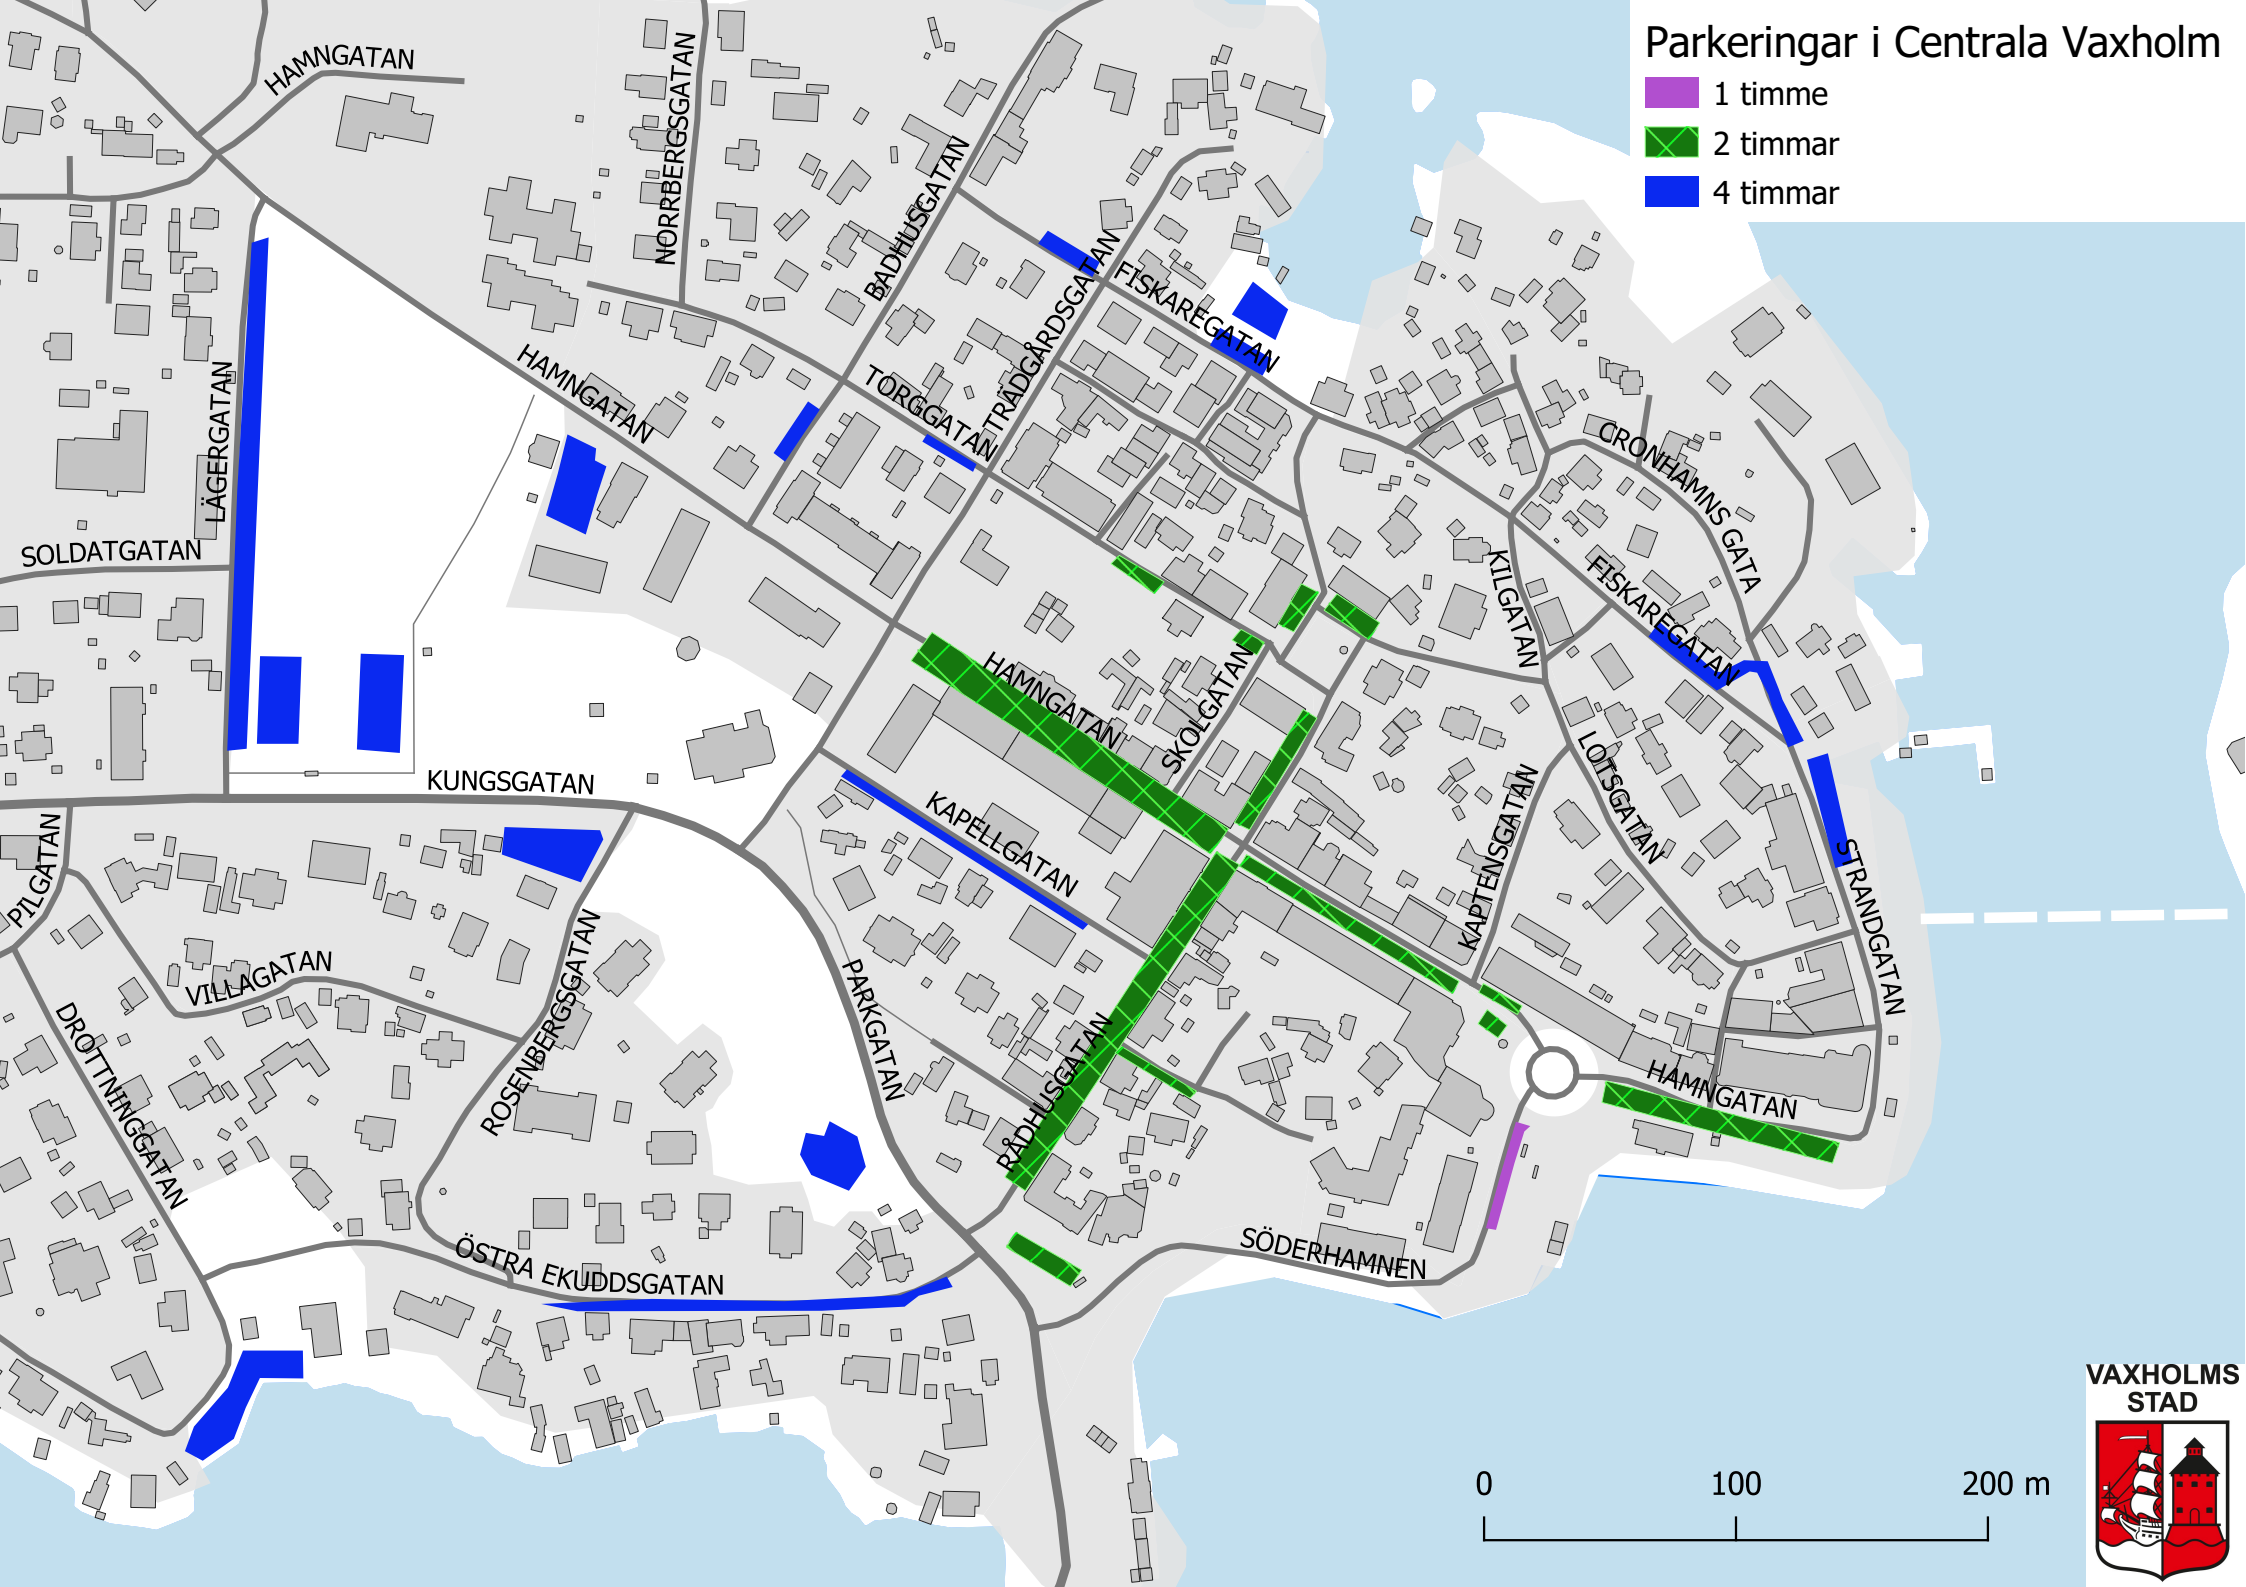 Parkeringar i Centrala Vaxholm
1 timme
2 timmar
4 timmar
HAMNGATAN
NORRBERGSGATAN
BADHUSGATAN
TRÄDGÅRDSGATAN
FISKAREGATAN
LÄGERGATAN
HAMNGATAN
TORGGATAN
CRONHAMNS GATA
SOLDATGATAN
KILGATAN
FISKAREGATAN
HAMNGATAN
SKOLGATAN
KUNGSGATAN
KAPELLGATAN
KAPTENSGATAN
LOTSGATAN
STRANDGATAN
PILGATAN
VILLAGATAN
ROSENBERGSGATAN
PARKGATAN
DROTTNINGGATAN
RÅDHUSGATAN
HAMNGATAN
SÖDERHAMNEN
ÖSTRA EKUDDSGATAN
VAXHOLMS
STAD
0 100 200 m